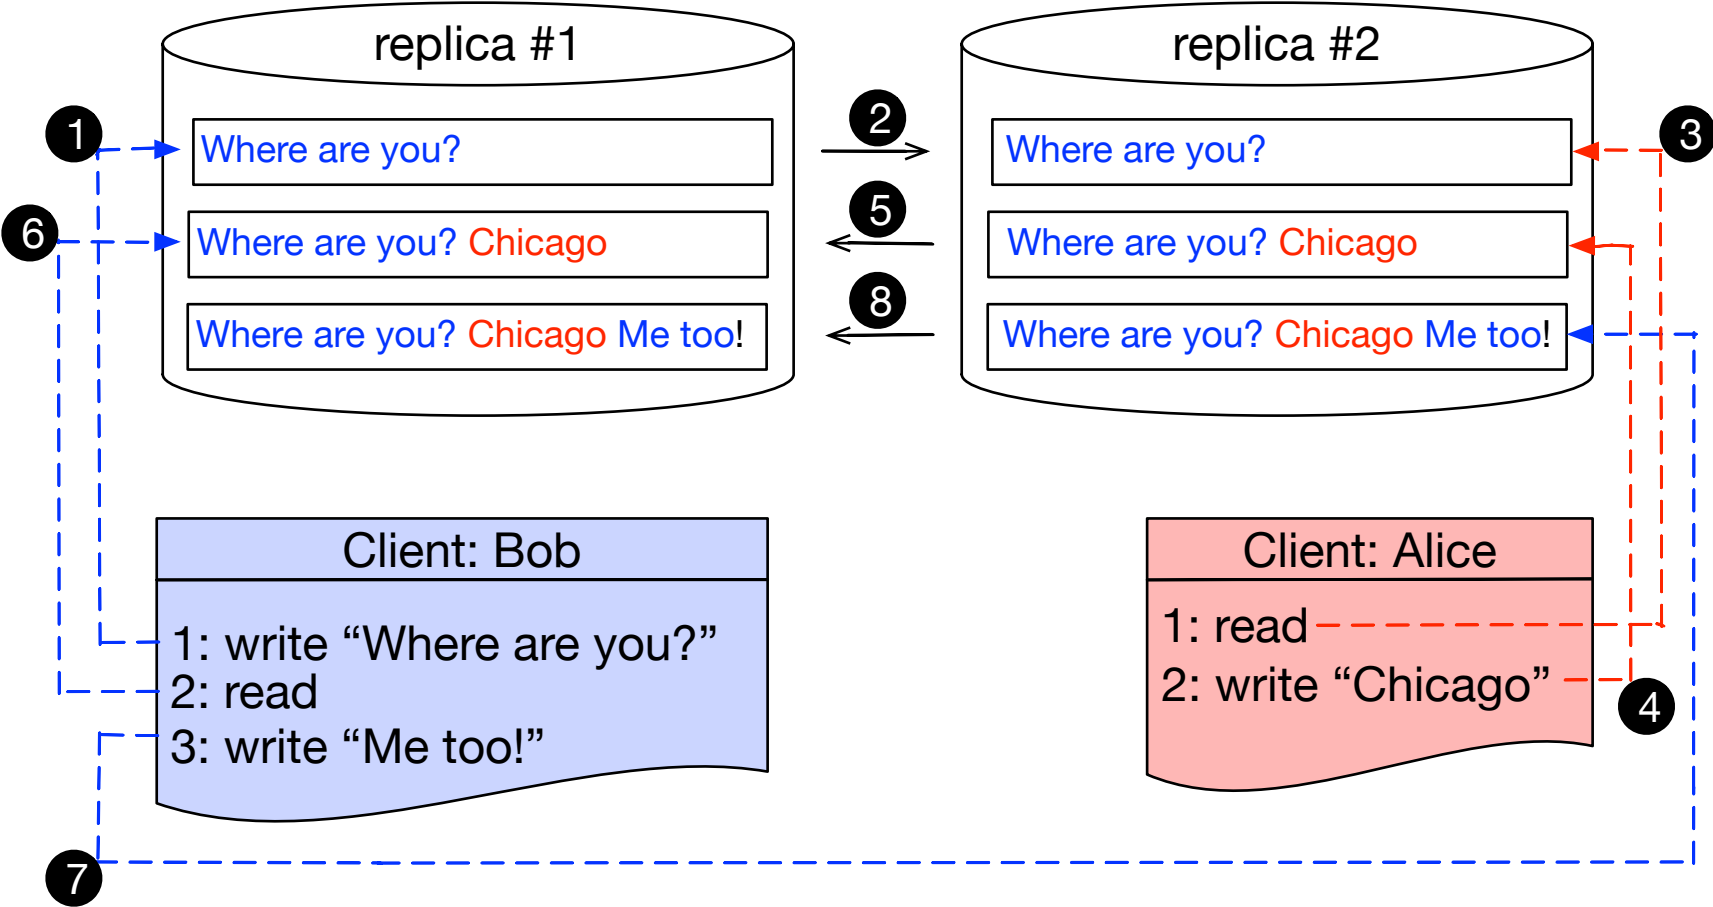 replica #1
replica #2
1
Where are you?
2
Where are you?
3
6
Where are you? Chicago
5
Where are you? Chicago
Where are you? Chicago Me too!
8
Where are you? Chicago Me too!
Client: Bob
1: write “Where are you?”
2: read
3: write “Me too!”
Client: Alice
1: read
2: write “Chicago”
4
7